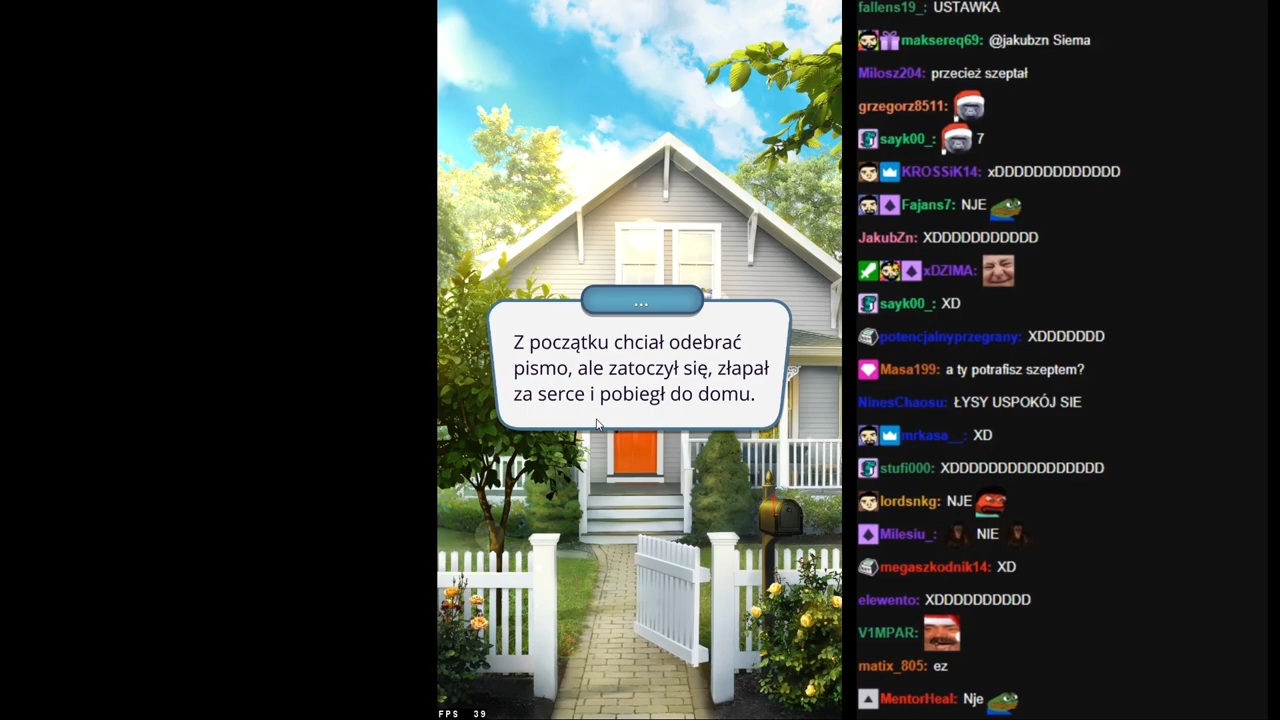 ...
Z początku chciał odebrać
pismo, ale zatoczył się, złapał
za serce i pobiegł do domu.
FPS 39
fallens19_: USTAWKA
maksereq69: @jakubzn Siema
Milosz204: przecież szeptał
grzegorz8511:
sayk00_: 7
KROSSiK14: xDDDDDDDDDDDDD
Fajans7: NJE
JakubZn: XDDDDDDDDDDD
xDZIMA:
sayk00_: XD
potencjalnyprzegrany: XDDDDDDD
Masa199: a ty potrafisz szeptem?
NinesChaosu: ŁYSY USPOKÓJ SIE
mrkasa__: XD
stufi000: XDDDDDDDDDDDDDDDD
lordsnkg: NJE
Milesiu_: NIE
megaszkodnik14: XD
elewento: XDDDDDDDDDD
V1MPAR:
matix_805: ez
MentorHeal: Nje